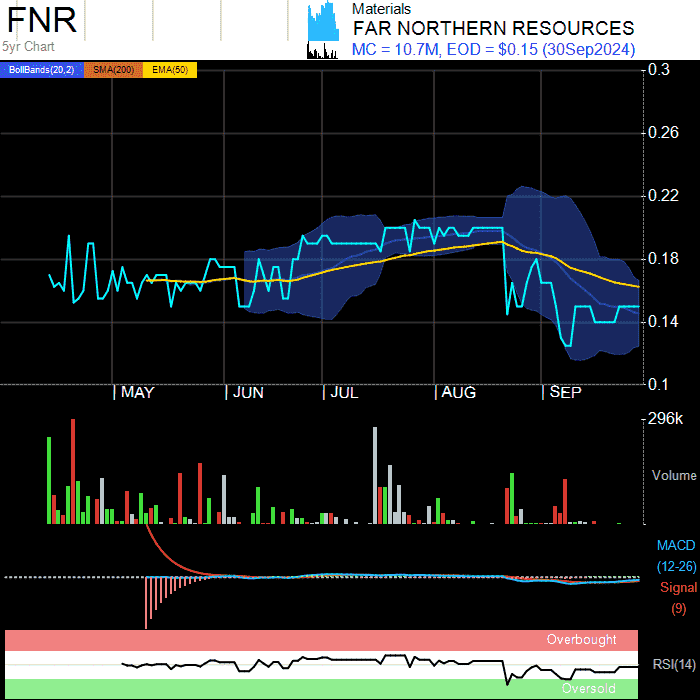 FNR
5yr Chart
Materials
FAR NORTHERN RESOURCES
MC = 10.7M, EOD = $0.15 (30Sep2024)
BollBands(20,2) SMA(200) EMA(50)
0.3
0.26
0.22
0.18
0.14
0.1
MAY JUN JUL AUG SEP
296k
Volume
MACD
(12-26)
Signal
(9)
Overbought
RSI(14)
Oversold